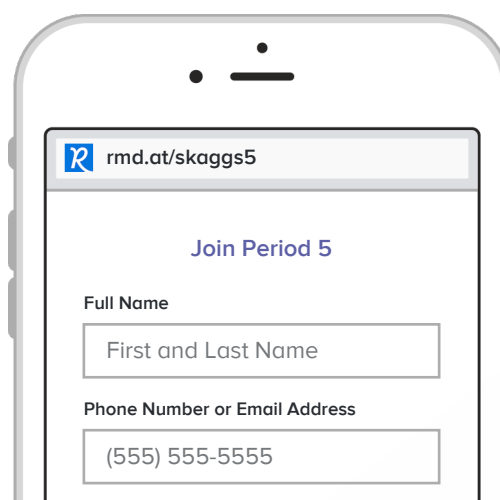 rmd.at/skaggs5
Join Period 5
Full Name
First and Last Name
Phone Number or Email Address
(555) 555-5555